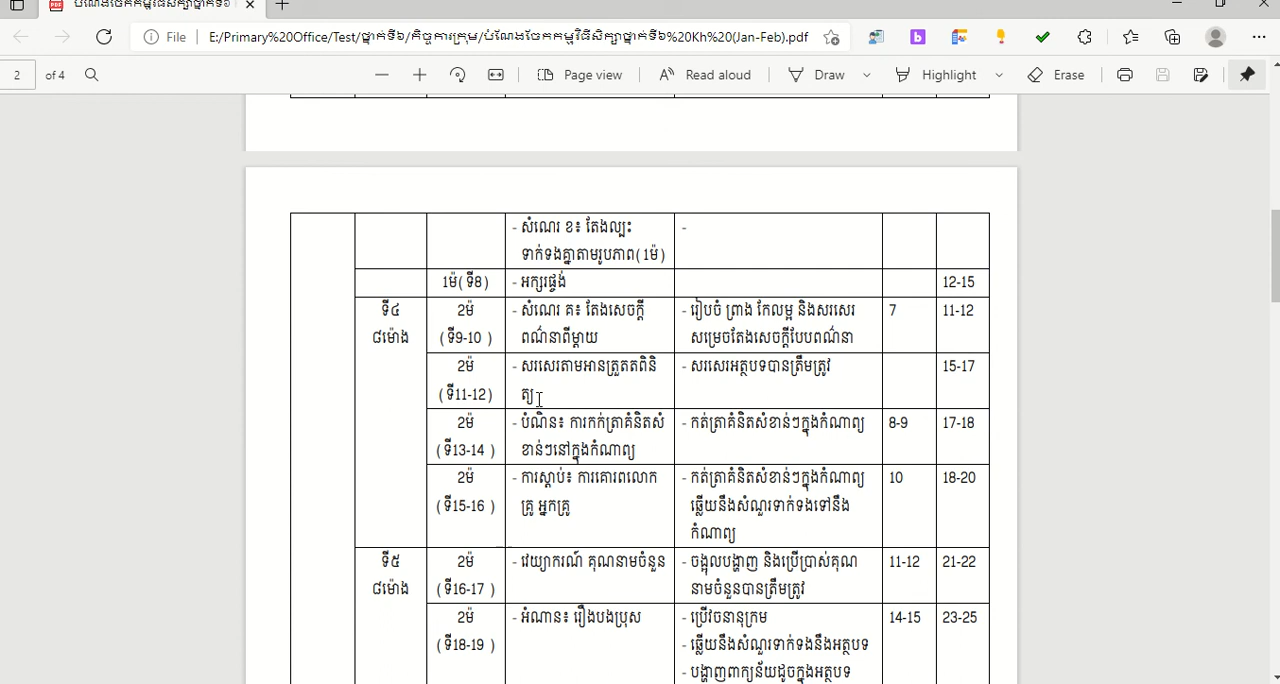 បំណែងចែកកម្មវិធីសិក្សាថ្នាក់ទី៦
File
E:/Primary%20Office/Test/ថ្នាក់ទី៦/កិច្ចការក្រុម/បំណែងចែកកម្មវិធីសិក្សាថ្នាក់ទី៦%20Kh%20(Jan-Feb).pdf
2 of 4
Page view
Read aloud
Draw
Highlight
Erase
- សំណេរ ខ៖ តែងល្បះ
ទាក់ទងគ្នាតាមរូបភាព(1ម៉)
-
1ម៉(ទី8)
- អក្សរផ្ចង់
12-15
ទី៤
៨ម៉ោង
2ម៉
(ទី9-10 )
- សំណេរ គ៖ តែងសេចក្ដី
ពណ៌នាពីម្ដាយ
- រៀបចំ ព្រាង កែលម្អ និងសរសេរ
សម្រេចតែងសេចក្ដីបែបពណ៌នា
7
11-12
2ម៉
(ទី11-12)
- សរសេរតាមអានត្រួតតពិនិ
ត្យ
- សរសេរអត្ថបទបានត្រឹមត្រូវ
15-17
2ម៉
(ទី13-14 )
- បំណិន៖ ការកក់ត្រាគំនិតសំ
ខាន់ៗនៅក្នុងកំណាព្យ
- កត់ត្រាគំនិតសំខាន់ៗក្នុងកំណាព្យ
8-9
17-18
2ម៉
(ទី15-16 )
- ការស្ដាប់៖ ការគោរពលោក
គ្រូ អ្នកគ្រូ
- កត់ត្រាគំនិតសំខាន់ៗក្នុងកំណាព្យ
ឆ្លើយនឹងសំណួរទាក់ទងទៅនឹង
កំណាព្យ
10
18-20
ទី៥
៨ម៉ោង
2ម៉
(ទី16-17 )
- វេយ្យាករណ៍ គុណនាមចំនួន
- ចង្អុលបង្ហាញ និងប្រើប្រាស់គុណ
នាមចំនួនបានត្រឹមត្រូវ
11-12
21-22
2ម៉
(ទី18-19 )
- អំណាន៖ រឿងបងប្រុស
- ប្រើវចនានុក្រម
- ឆ្លើយនឹងសំណួរទាក់ទងនឹងអត្ថបទ
- បង្ហាញពាក្យន័យដូចក្នុងអត្ថបទ
14-15
23-25